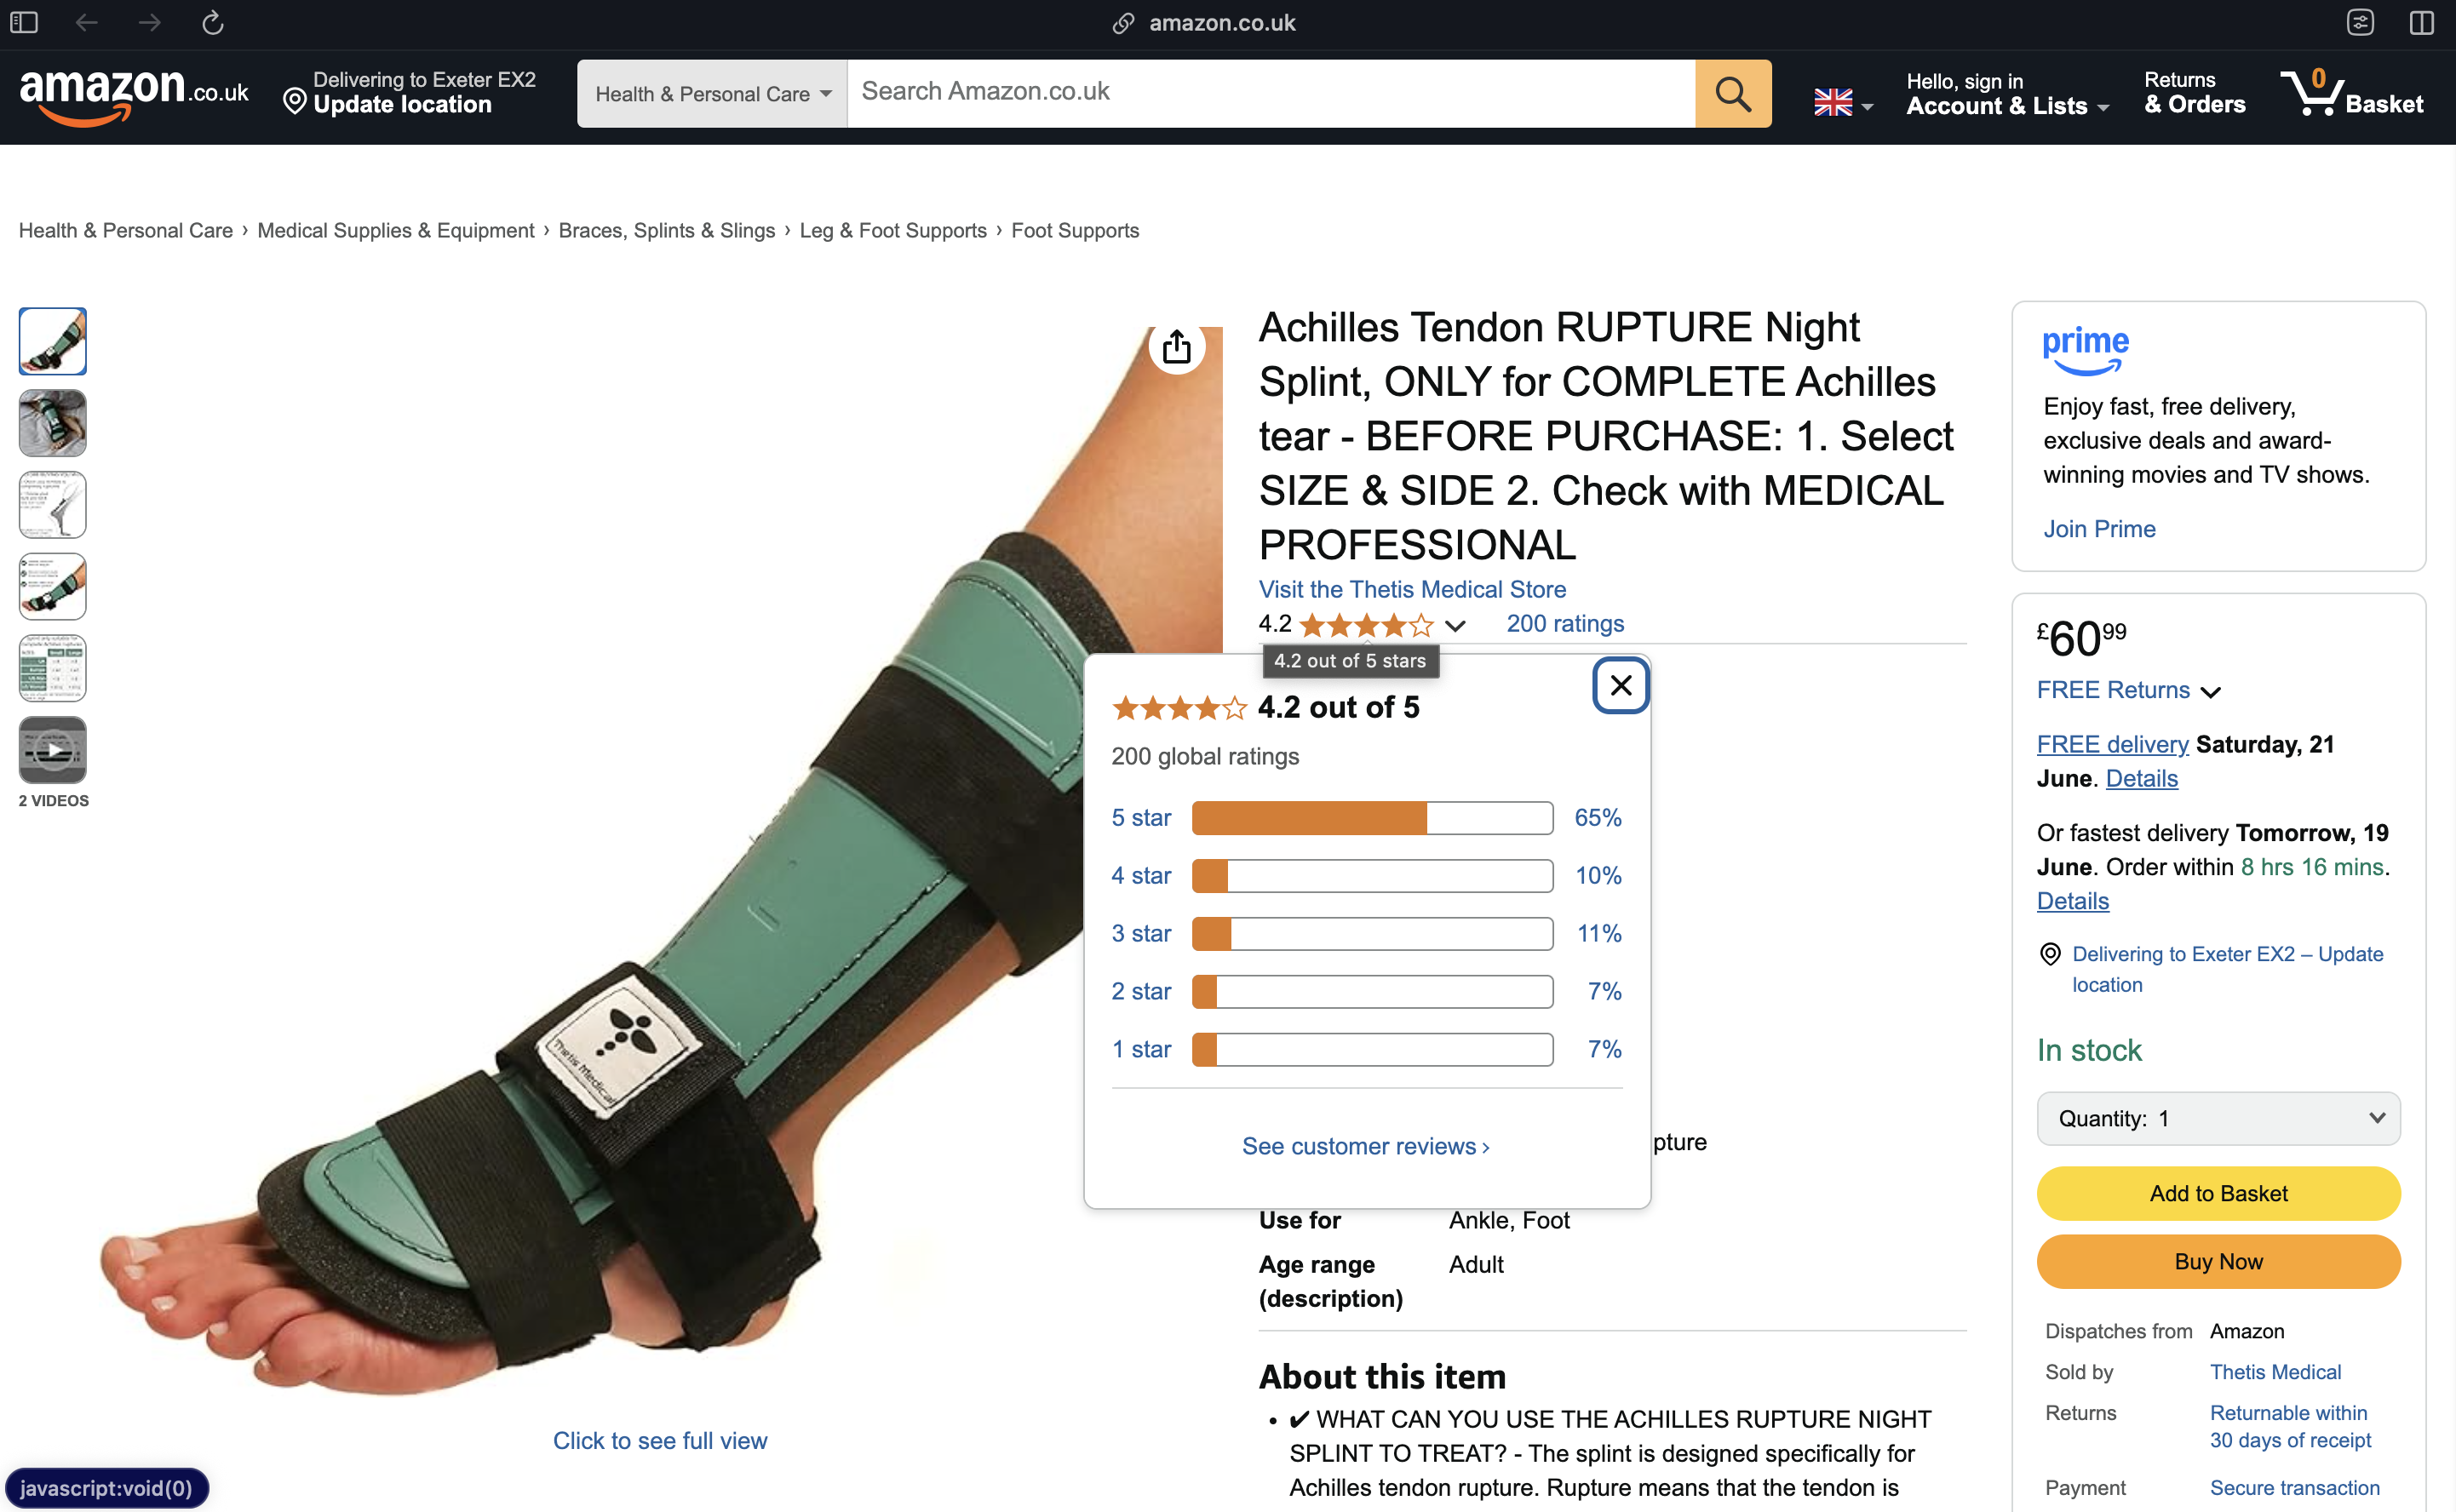 amazon.co.uk
amazon.co.uk
Delivering to Exeter EX2
Update location
Health & Personal Care
Search Amazon.co.uk
Hello, sign in
Account & Lists
Returns
& Orders
0
Basket
Health & Personal Care › Medical Supplies & Equipment › Braces, Splints & Slings › Leg & Foot Supports › Foot Supports
2 VIDEOS
Thetis Medical
Click to see full view
javascript:void(0)
Achilles Tendon RUPTURE Night
Splint, ONLY for COMPLETE Achilles
tear - BEFORE PURCHASE: 1. Select
SIZE & SIDE 2. Check with MEDICAL
PROFESSIONAL
Visit the Thetis Medical Store
4.2
200 ratings
4.2 out of 5 stars
4.2 out of 5
200 global ratings
5 star 65%
4 star 10%
3 star 11%
2 star 7%
1 star 7%
See customer reviews ›
pture
Use for Ankle, Foot
Age range Adult
(description)
About this item
• ✔ WHAT CAN YOU USE THE ACHILLES RUPTURE NIGHT
SPLINT TO TREAT? - The splint is designed specifically for
Achilles tendon rupture. Rupture means that the tendon is
prime
Enjoy fast, free delivery,
exclusive deals and award-
winning movies and TV shows.
Join Prime
£60.99
FREE Returns
FREE delivery Saturday, 21
June. Details
Or fastest delivery Tomorrow, 19
June. Order within 8 hrs 16 mins.
Details
Delivering to Exeter EX2 – Update
location
In stock
Quantity: 1
Add to Basket
Buy Now
Dispatches from Amazon
Sold by Thetis Medical
Returns Returnable within
30 days of receipt
Payment Secure transaction